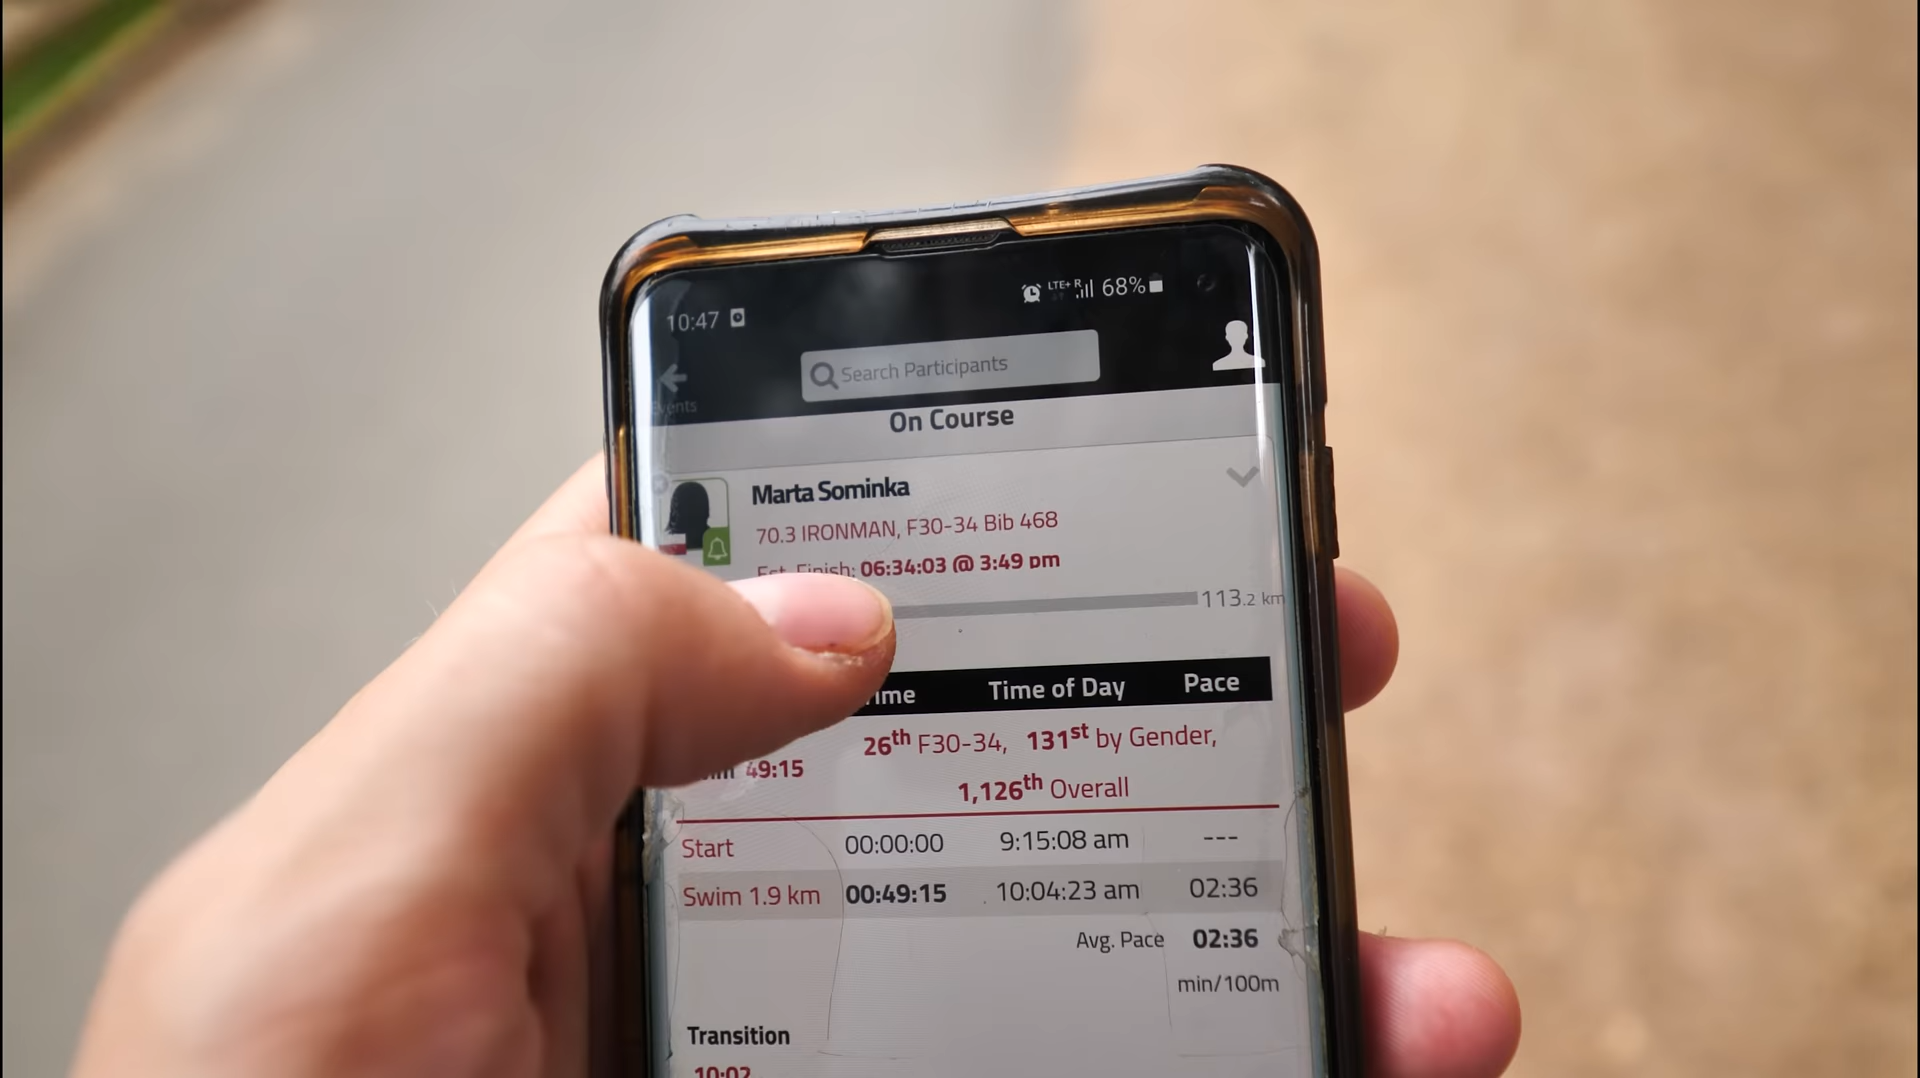 10:47 LTE+ R 68%
Search Participants
Events
On Course
Marta Sominka
70.3 IRONMAN, F30-34 Bib 468
Est. Finish: 06:34:03 @ 3:49 pm
113.2 km
Time of Day Pace
26th F30-34, 131st by Gender,
49:15
1,126th Overall
Start 00:00:00 9:15:08 am ---
Swim 1.9 km 00:49:15 10:04:23 am 02:36
Avg. Pace 02:36
min/100m
Transition
10:02